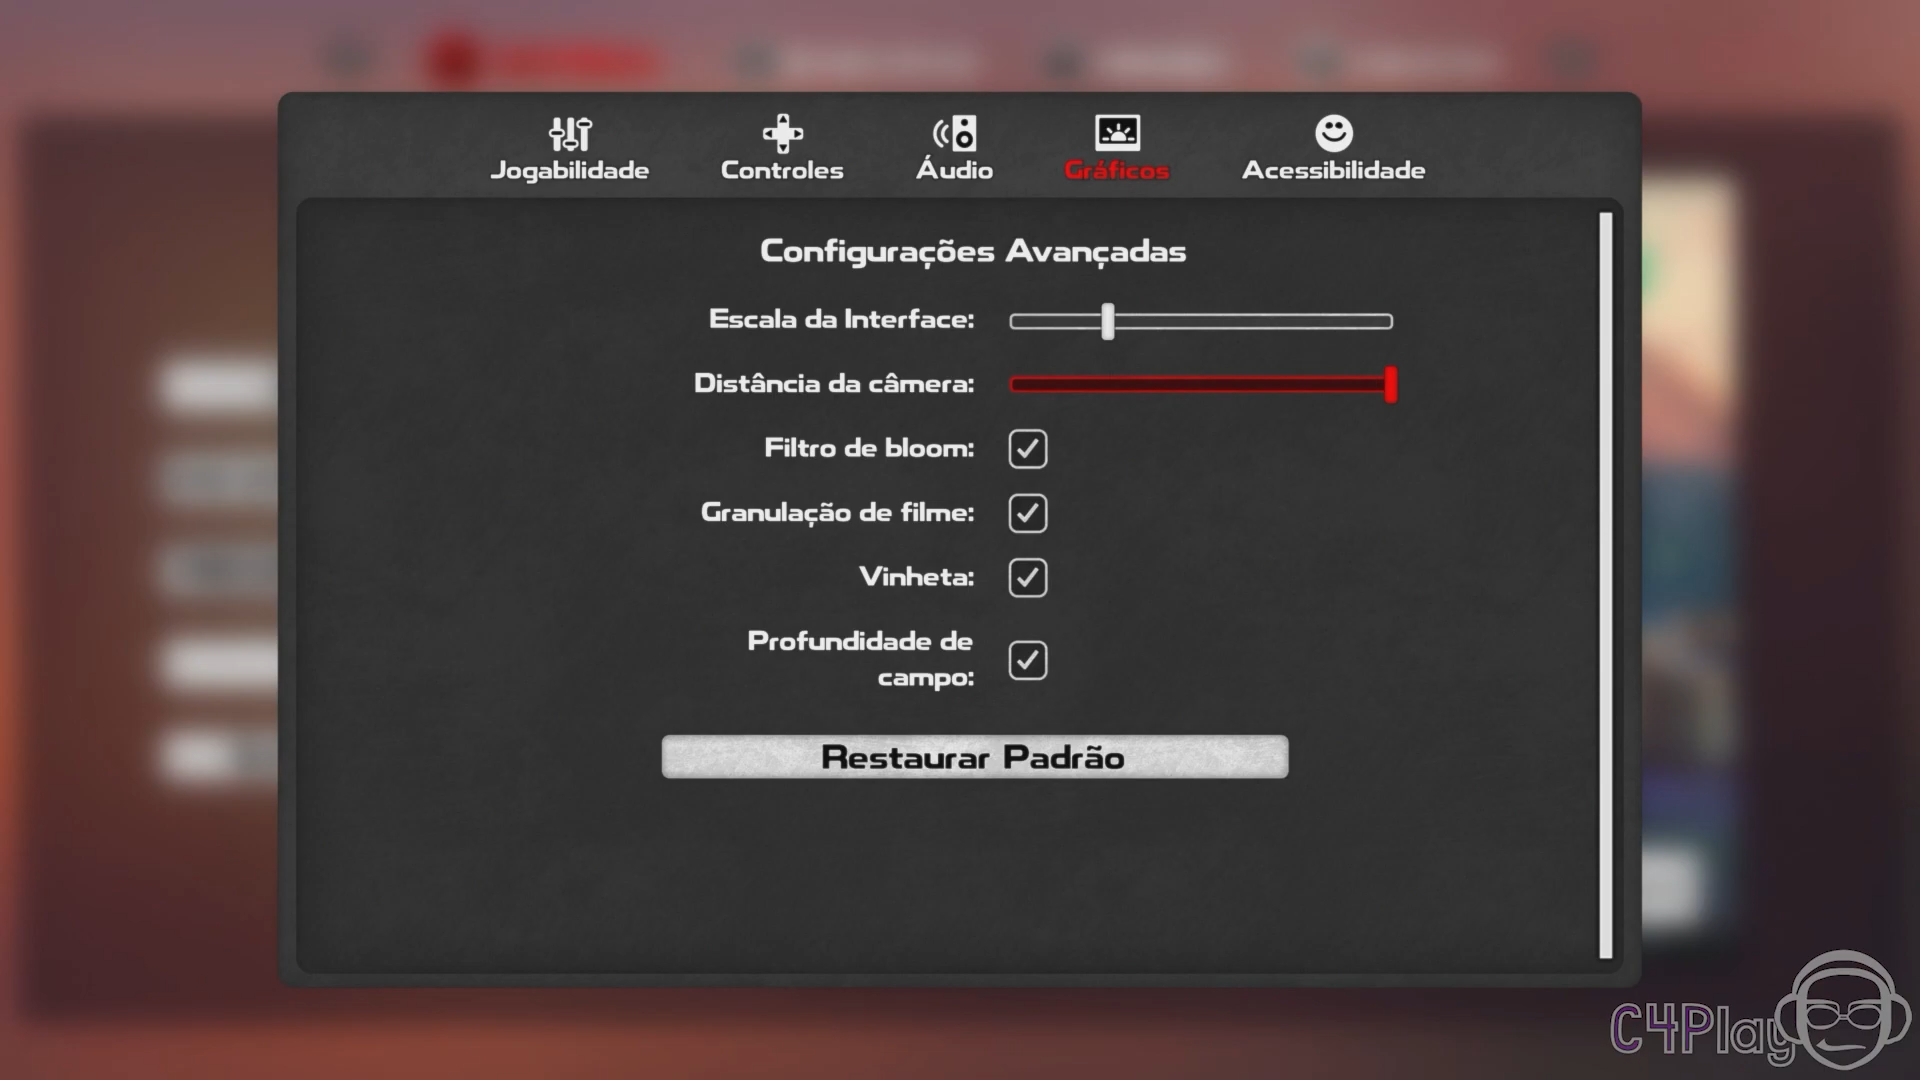 Jogabilidade
Controles
Áudio
Gráficos
Acessibilidade
Configurações Avançadas
Escala da Interface:
Distância da câmera:
Filtro de bloom:
Granulação de filme:
Vinheta:
Profundidade de
campo:
Restaurar Padrão
C4Play